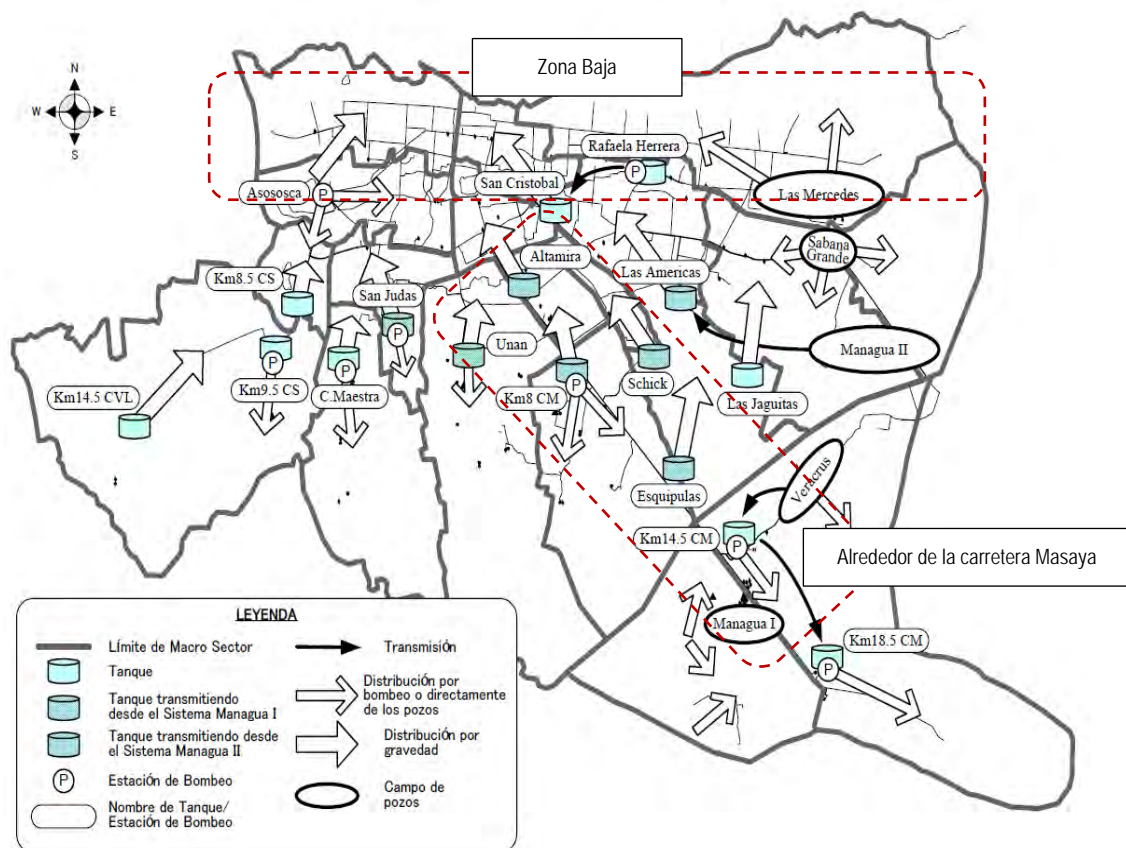 Zona Baja
N
W
E
S
Rafaela Herrera
P
San Cristobal
Las Mercedes
Asososca
P
Sabana
Grande
Altamira
Km8.5 CS
Las Americas
San Judas
P
Unan
Managua II
P
P
Km14.5 CVL
Km9.5 CS
C.Maestra
Km8 CM
P
Schick
Las Jaguitas
Veracrus
Esquipulas
Km14.5 CM
P
Alrededor de la carretera Masaya
Managua I
Km18.5 CM
P
LEYENDA
Límite de Macro Sector
Tanque
Tanque transmitiendo
desde el Sistema Managua I
Tanque transmitiendo desde
el Sistema Managua II
P
Estación de Bombeo
Nombre de Tanque/
Estación de Bombeo
Transmisión
Distribución por
bombeo o directamente
de los pozos
Distribución por
gravedad
Campo de
pozos